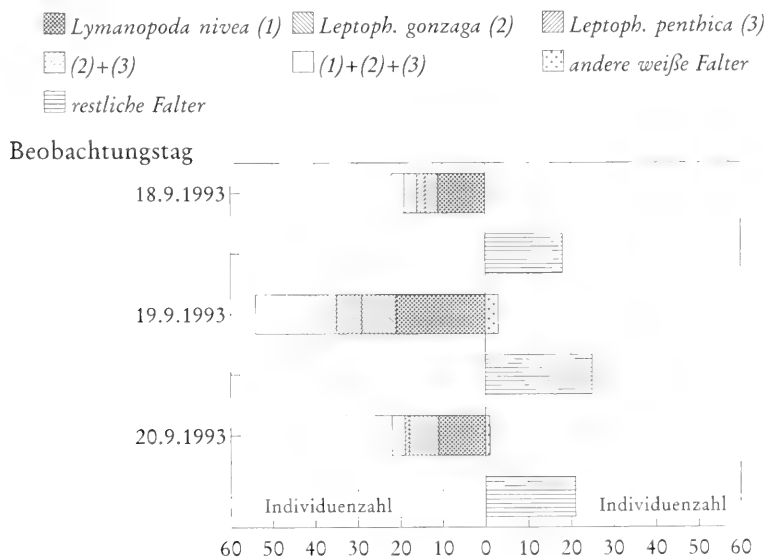 Lymanopoda nivea (1) Leptoph. gonzaga (2) Leptoph. penthica (3)
(2)+(3) (1)+(2)+(3) andere weiße Falter
restliche Falter
Beobachtungstag
18.9.1993
19.9.1993
20.9.1993
Individuenzahl Individuenzahl
60 50 40 30 20 10 0 10 20 30 40 50 60